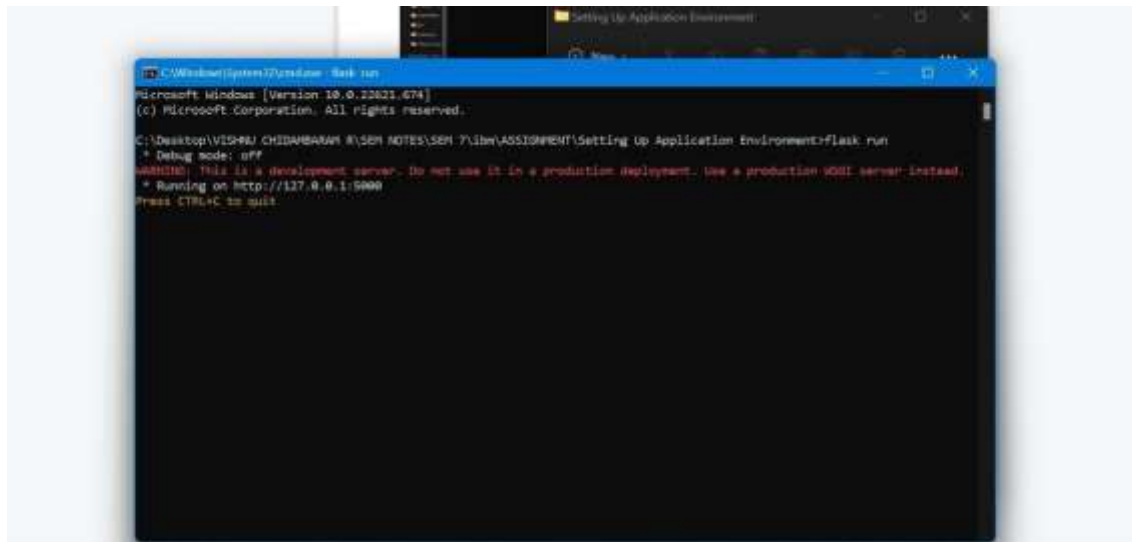 Setting Up Application Environment
New
C:\Windows\System32\cmd.exe - flask run
Microsoft Windows [Version 10.0.22621.674]
(c) Microsoft Corporation. All rights reserved.
C:\Desktop\VISHNU CHIDAMBARAM R\SEM NOTES\SEM 7\ibm\ASSIGNMENT\Setting Up Application Environment>flask run
* Debug mode: off
WARNING: This is a development server. Do not use it in a production deployment. Use a production WSGI server instead.
* Running on http://127.0.0.1:5000
Press CTRL+C to quit